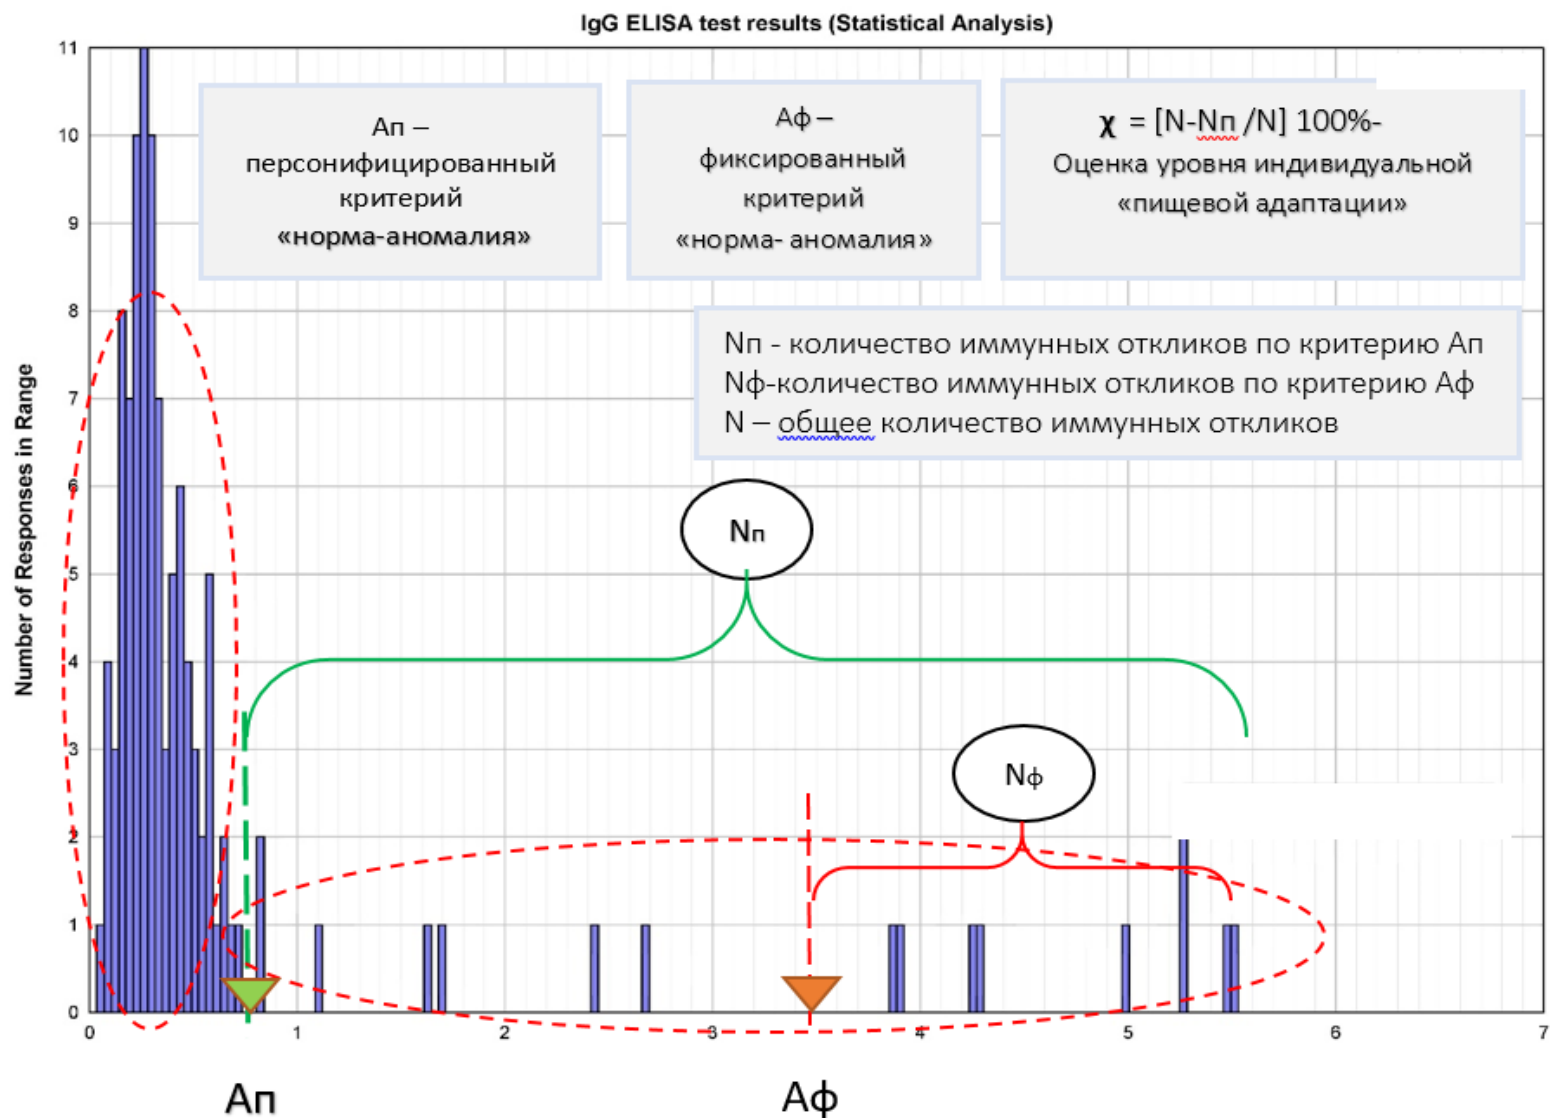 IgG ELISA test results (Statistical Analysis)
Ап –
персонифицированный
критерий
«норма-аномалия»
Аф –
фиксированный
критерий
«норма- аномалия»
χ = [N-Nп /N] 100%-
Оценка уровня индивидуальной
«пищевой адаптации»
Nп - количество иммунных откликов по критерию Ап
Nф-количество иммунных откликов по критерию Аф
N – общее количество иммунных откликов
Nп
Nф
Number of Responses in Range
11
10
9
8
7
6
5
4
3
2
1
0
0 1 2 3 4 5 6 7
Ап Аф